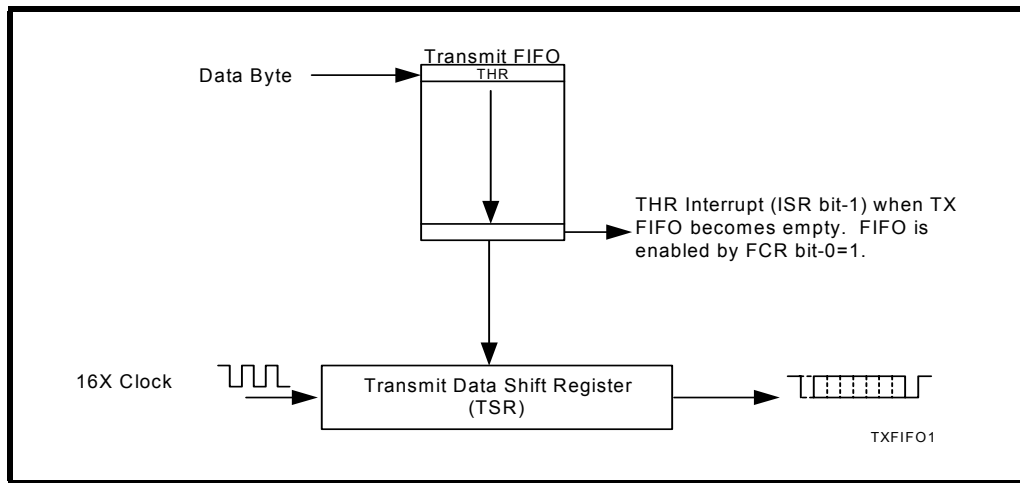 Transmit FIFO
Data Byte
THR
THR Interrupt (ISR bit-1) when TX
FIFO becomes empty. FIFO is
enabled by FCR bit-0=1.
16X Clock
Transmit Data Shift Register
(TSR)
TXFIFO1